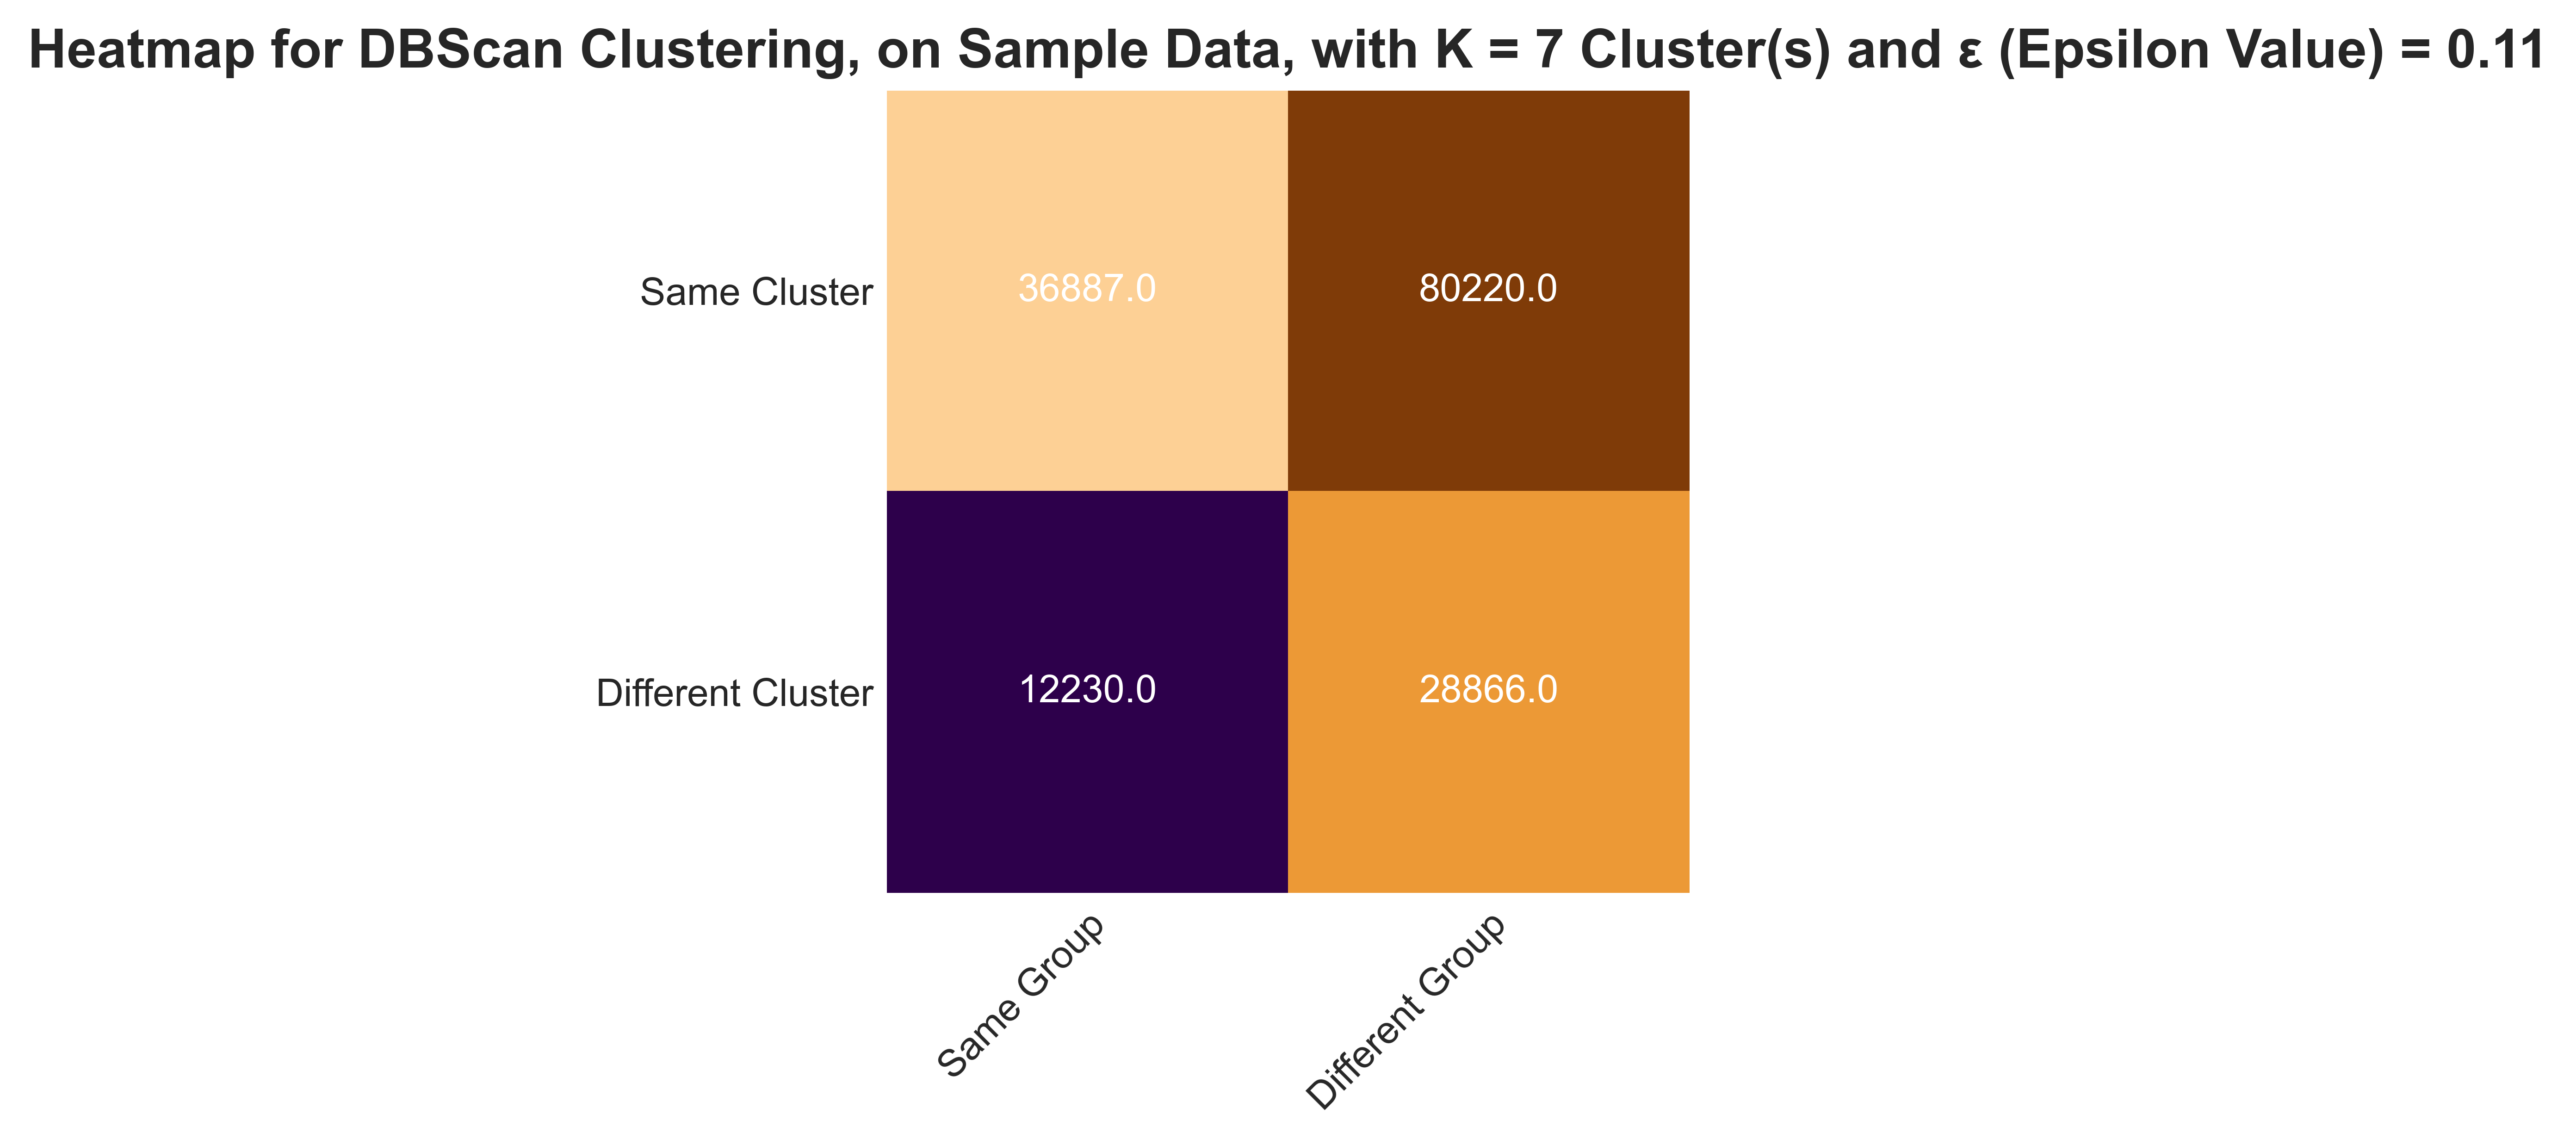 Heatmap for DBScan Clustering, on Sample Data, with K = 7 Cluster(s) and ε (Epsilon Value) = 0.11
Same Cluster
36887.0
80220.0
Different Cluster
12230.0
28866.0
Same Group
Different Group